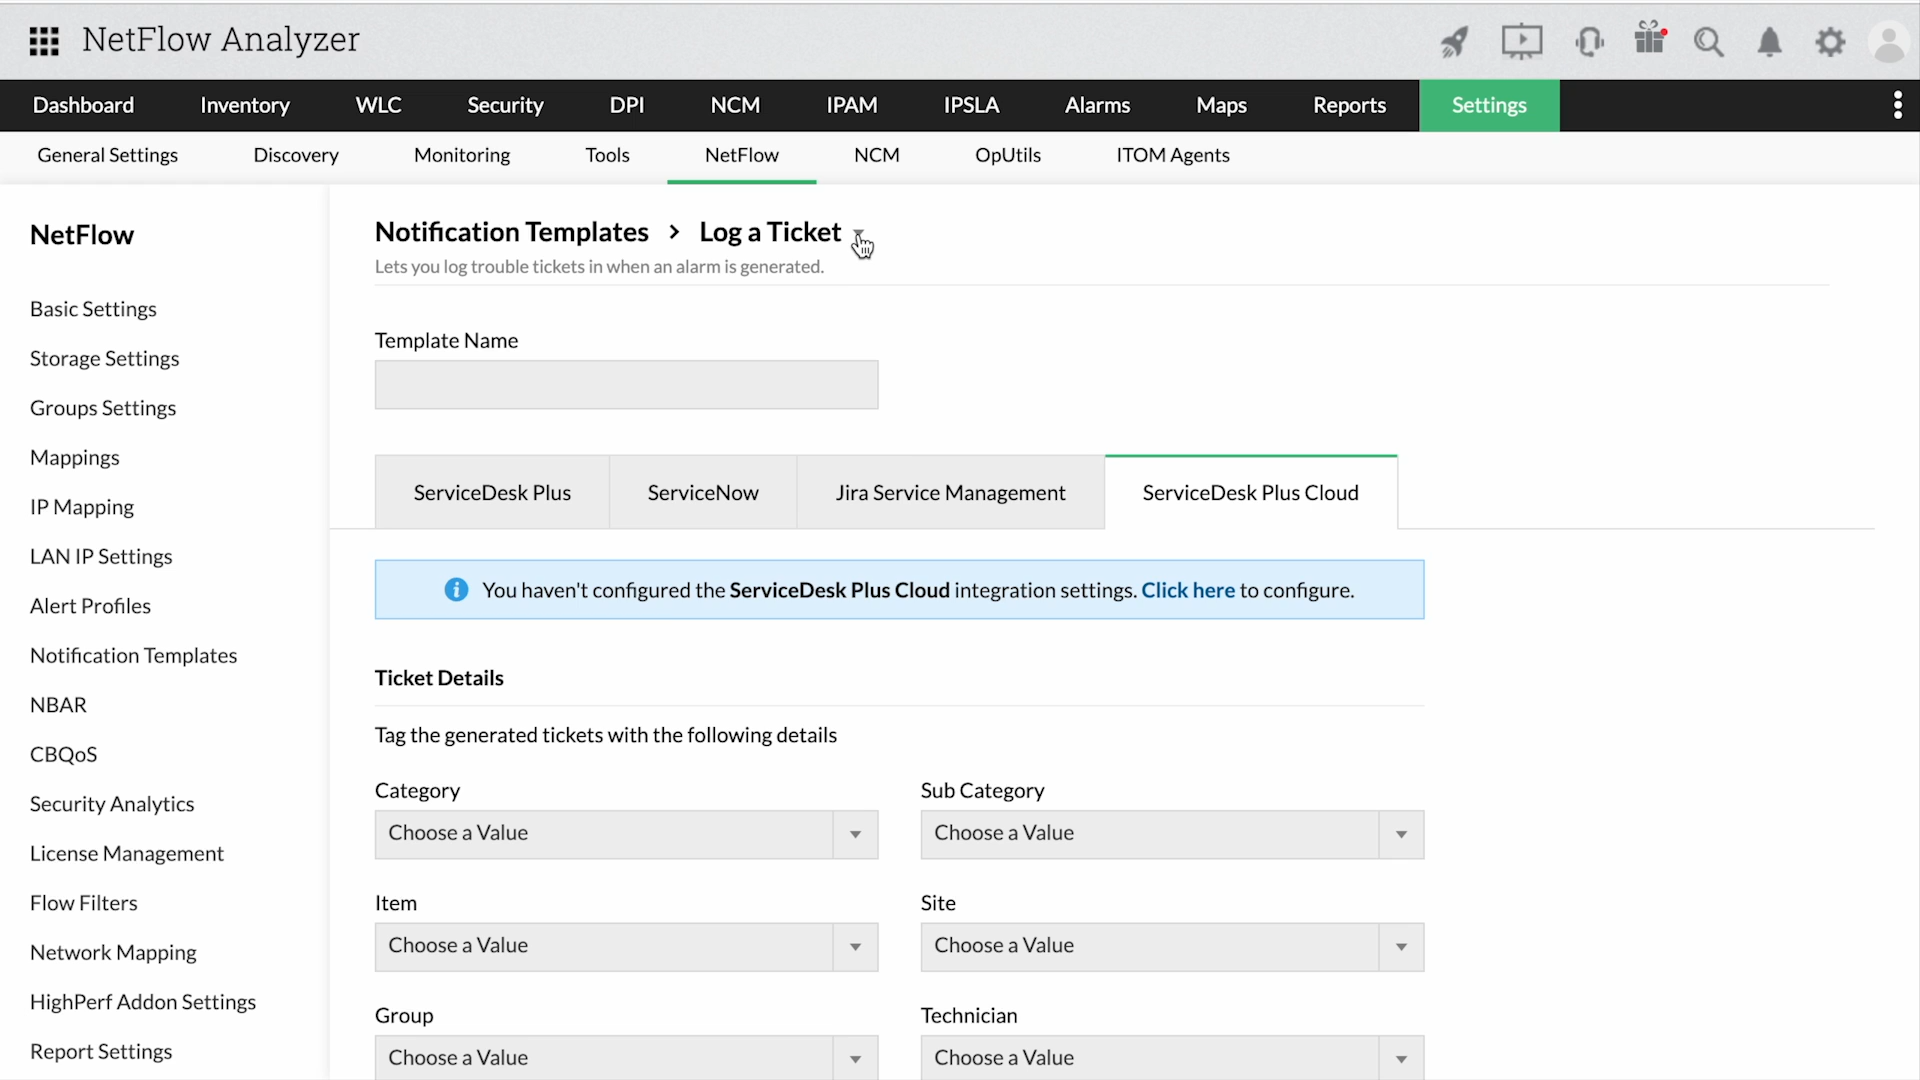 NetFlow Analyzer
Dashboard Inventory WLC Security DPI NCM IPAM IPSLA Alarms Maps Reports Settings
General Settings Discovery Monitoring Tools NetFlow NCM OpUtils ITOM Agents
NetFlow
Basic Settings
Storage Settings
Groups Settings
Mappings
IP Mapping
LAN IP Settings
Alert Profiles
Notification Templates
NBAR
CBQoS
Security Analytics
License Management
Flow Filters
Network Mapping
HighPerf Addon Settings
Report Settings
Notification Templates > Log a Ticket
Lets you log trouble tickets in when an alarm is generated.
Template Name
ServiceDesk Plus ServiceNow Jira Service Management ServiceDesk Plus Cloud
You haven't configured the ServiceDesk Plus Cloud integration settings. Click here to configure.
Ticket Details
Tag the generated tickets with the following details
Category Sub Category
Choose a Value Choose a Value
Item Site
Choose a Value Choose a Value
Group Technician
Choose a Value Choose a Value